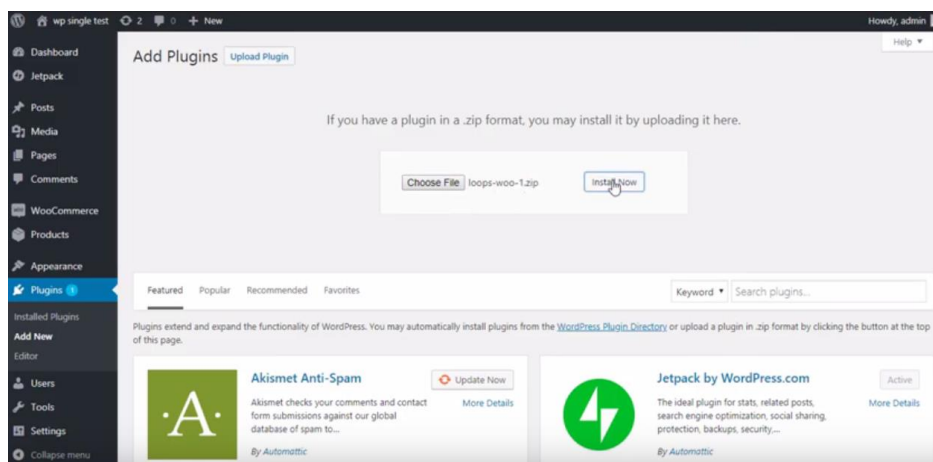 wp single test 2 0 + New Howdy, admin
Help ▼
Dashboard
Jetpack
Posts
Media
Pages
Comments
WooCommerce
Products
Appearance
Plugins 1
Installed Plugins
Add New
Editor
Users
Tools
Settings
Collapse menu
Add Plugins Upload Plugin
If you have a plugin in a .zip format, you may install it by uploading it here.
Choose File loops-woo-1.zip Install Now
Featured Popular Recommended Favorites Keyword ▼ Search plugins...
Plugins extend and expand the functionality of WordPress. You may automatically install plugins from the WordPress Plugin Directory or upload a plugin in .zip format by clicking the button at the top
of this page.
·A·
Akismet Anti-Spam Update Now
Akismet checks your comments and contact More Details
form submissions against our global
database of spam to...
By Automattic
Jetpack by WordPress.com Active
The ideal plugin for stats, related posts, More Details
search engine optimization, social sharing,
protection, backups, security,...
By Automattic